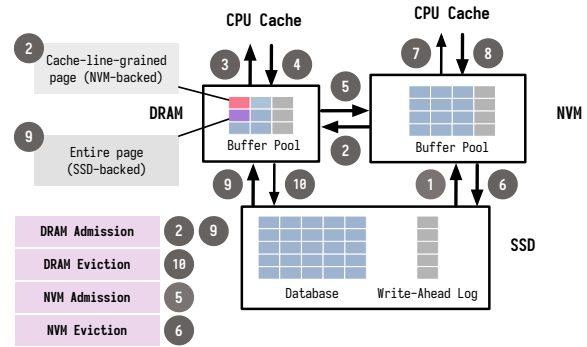 CPU Cache
CPU Cache
2
Cache-line-grained
page (NVM-backed)
3
4
7
8
DRAM
5
NVM
9
Entire page
(SSD-backed)
Buffer Pool
2
Buffer Pool
9
10
1
6
DRAM Admission
2
9
DRAM Eviction
10
NVM Admission
5
NVM Eviction
6
SSD
Database
Write-Ahead Log